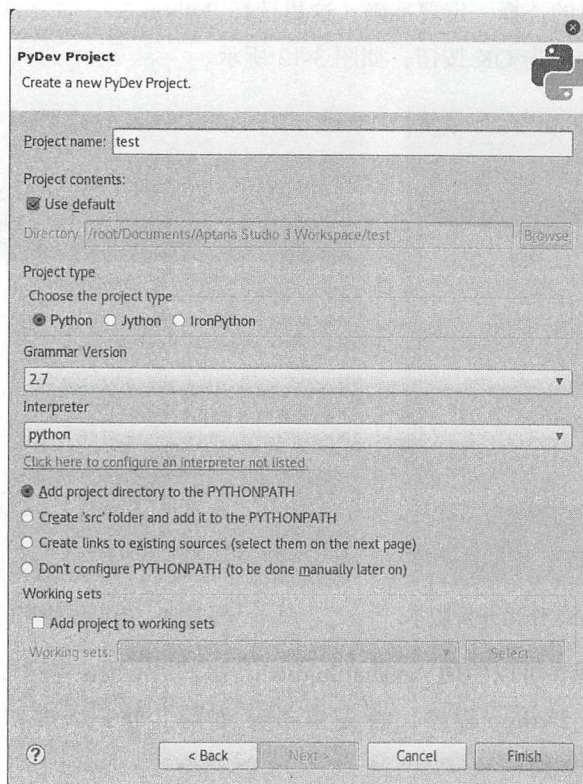 PyDev Project
Create a new PyDev Project.
Project name: test
Project contents:
Use default
Directory /root/Documents/Aptana Studio 3 Workspace/test Browse
Project type
Choose the project type
Python Jython IronPython
Grammar Version
2.7
Interpreter
python
Click here to configure an interpreter not listed.
Add project directory to the PYTHONPATH
Create 'src' folder and add it to the PYTHONPATH
Create links to existing sources (select them on the next page)
Don't configure PYTHONPATH (to be done manually later on)
Working sets
Add project to working sets
Working sets: Select...
? < Back Next > Cancel Finish